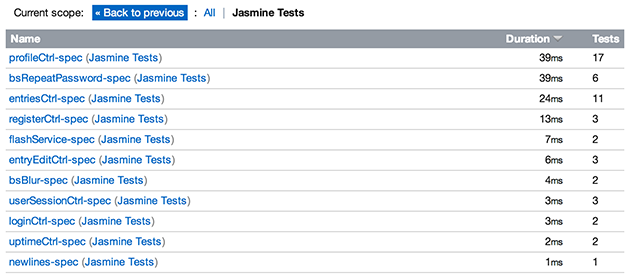 Current scope: « Back to previous : All | Jasmine Tests
Name Duration Tests
profileCtrl-spec (Jasmine Tests) 39ms 17
bsRepeatPassword-spec (Jasmine Tests) 39ms 6
entriesCtrl-spec (Jasmine Tests) 24ms 11
registerCtrl-spec (Jasmine Tests) 13ms 3
flashService-spec (Jasmine Tests) 7ms 2
entryEditCtrl-spec (Jasmine Tests) 6ms 3
bsBlur-spec (Jasmine Tests) 4ms 2
userSessionCtrl-spec (Jasmine Tests) 3ms 3
loginCtrl-spec (Jasmine Tests) 3ms 2
uptimeCtrl-spec (Jasmine Tests) 2ms 2
newlines-spec (Jasmine Tests) 1ms 1